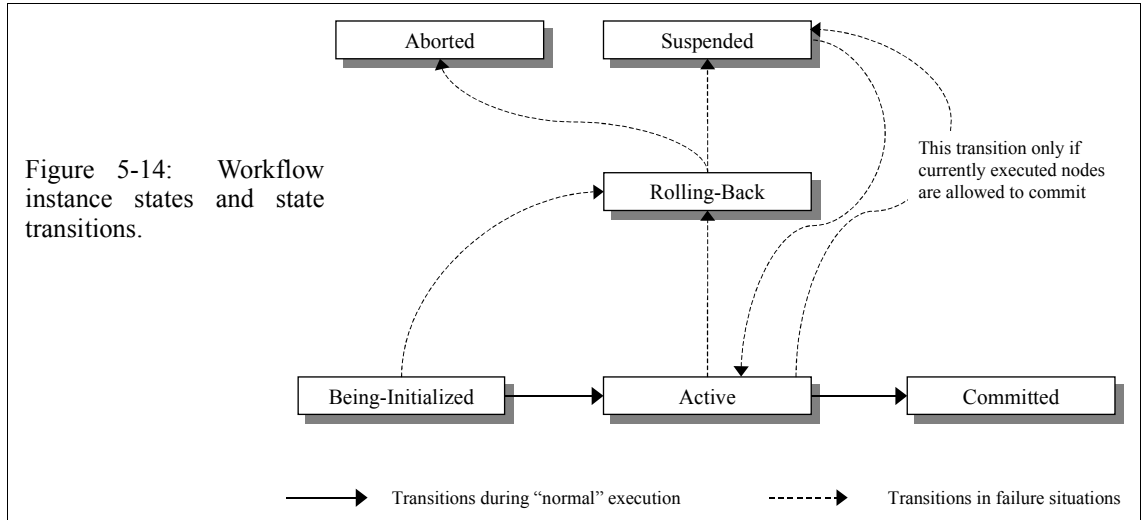 Aborted
Suspended
This transition only if
currently executed nodes
are allowed to commit
Figure 5-14: Workflow
instance states and state
transitions.
Rolling-Back
Being-Initialized
Active
Committed
Transitions during “normal” execution
Transitions in failure situations